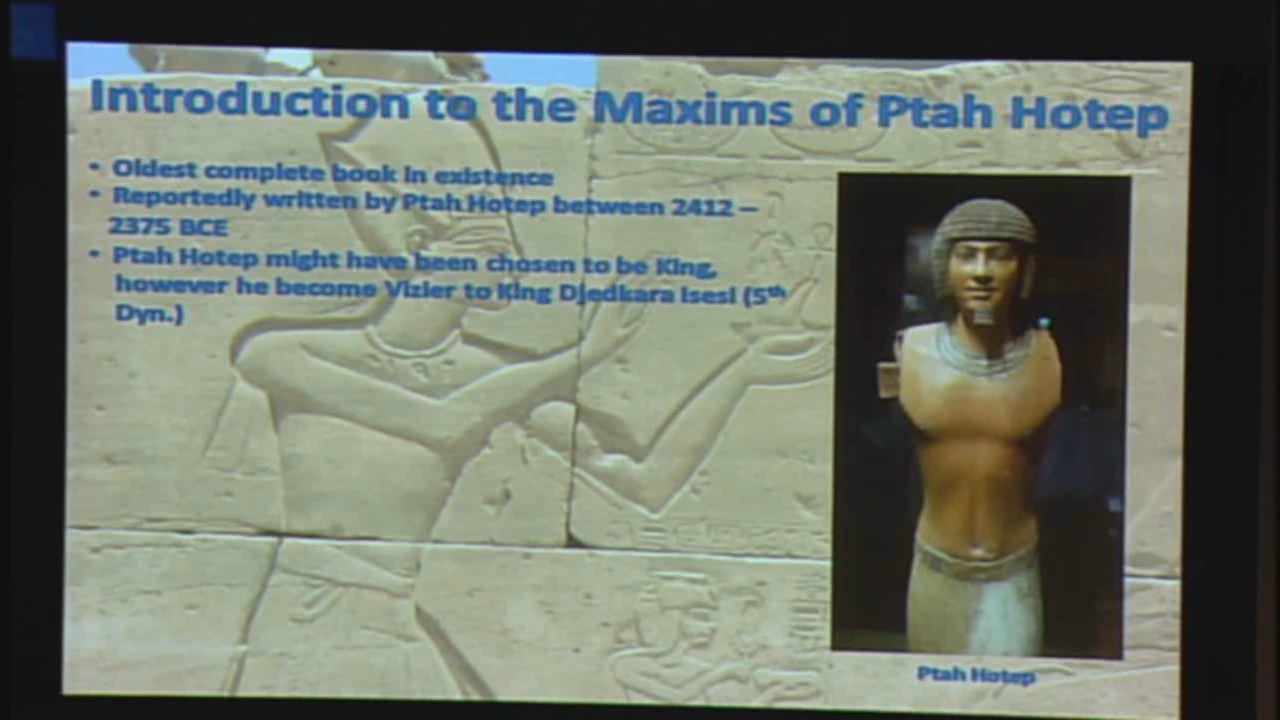 Introduction to the Maxims of Ptah Hotep
• Oldest complete book in existence
• Reportedly written by Ptah Hotep between 2412 –
2375 BCE
• Ptah Hotep might have been chosen to be King,
however he become Vizier to King Djedkara Isesi (5th
Dyn.)
Ptah Hotep